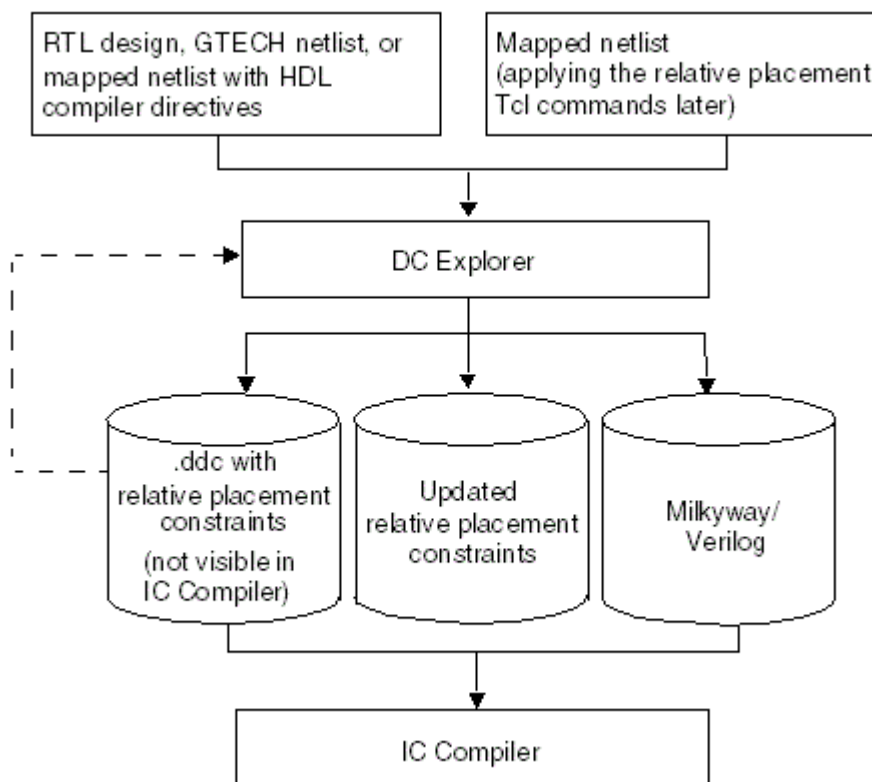 RTL design, GTECH netlist, or
mapped netlist with HDL
compiler directives
Mapped netlist
(applying the relative placement
Tcl commands later)
DC Explorer
.ddc with
relative placement
constraints
(not visible in
IC Compiler)
Updated
relative placement
constraints
Milkyway/
Verilog
IC Compiler